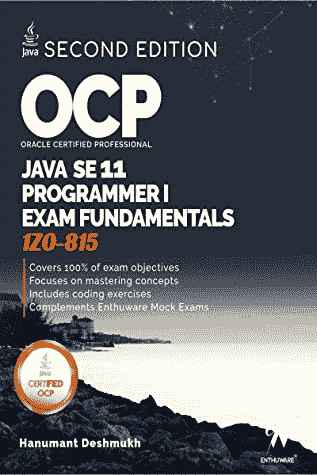 Java
SECOND EDITION
OCP
ORACLE CERTIFIED PROFESSIONAL
JAVA SE 11
PROGRAMMER I
EXAM FUNDAMENTALS
1Z0-815
Covers 100% of exam objectives
Focuses on mastering concepts
Includes coding exercises
Complements Enthuware Mock Exams
Java
CERTIFIED
OCP
Hanumant Deshmukh
ENTHUWARE